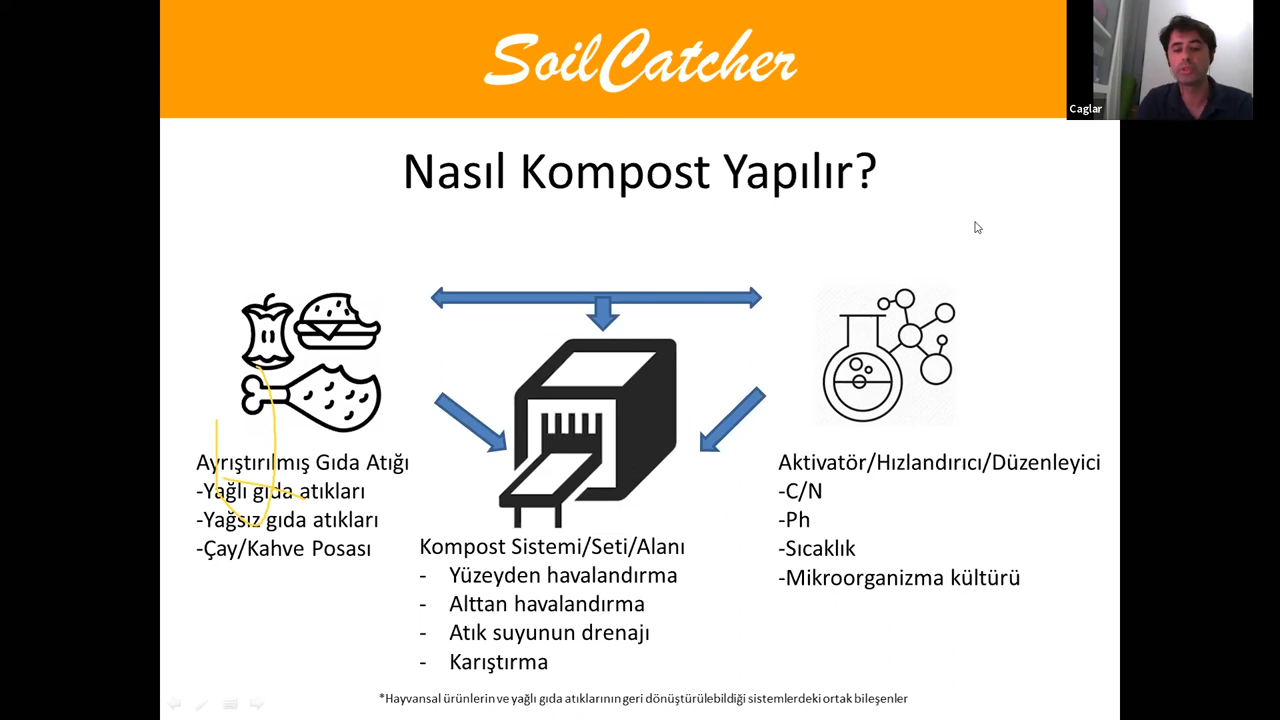 SoilCatcher
Caglar
Nasıl Kompost Yapılır?
Ayrıştırılmış Gıda Atığı
-Yağlı gıda atıkları
-Yağsız gıda atıkları
-Çay/Kahve Posası
Kompost Sistemi/Seti/Alanı
- Yüzeyden havalandırma
- Alttan havalandırma
- Atık suyunun drenajı
- Karıştırma
Aktivatör/Hızlandırıcı/Düzenleyici
-C/N
-Ph
-Sıcaklık
-Mikroorganizma kültürü
*Hayvansal ürünlerin ve yağlı gıda atıklarının geri dönüştürülebildiği sistemlerdeki ortak bileşenler